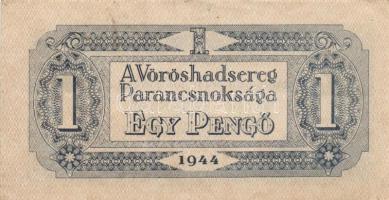 1
A Vöröshadsereg
1 Parancsnoksága 1
EGY PENGŐ
1944